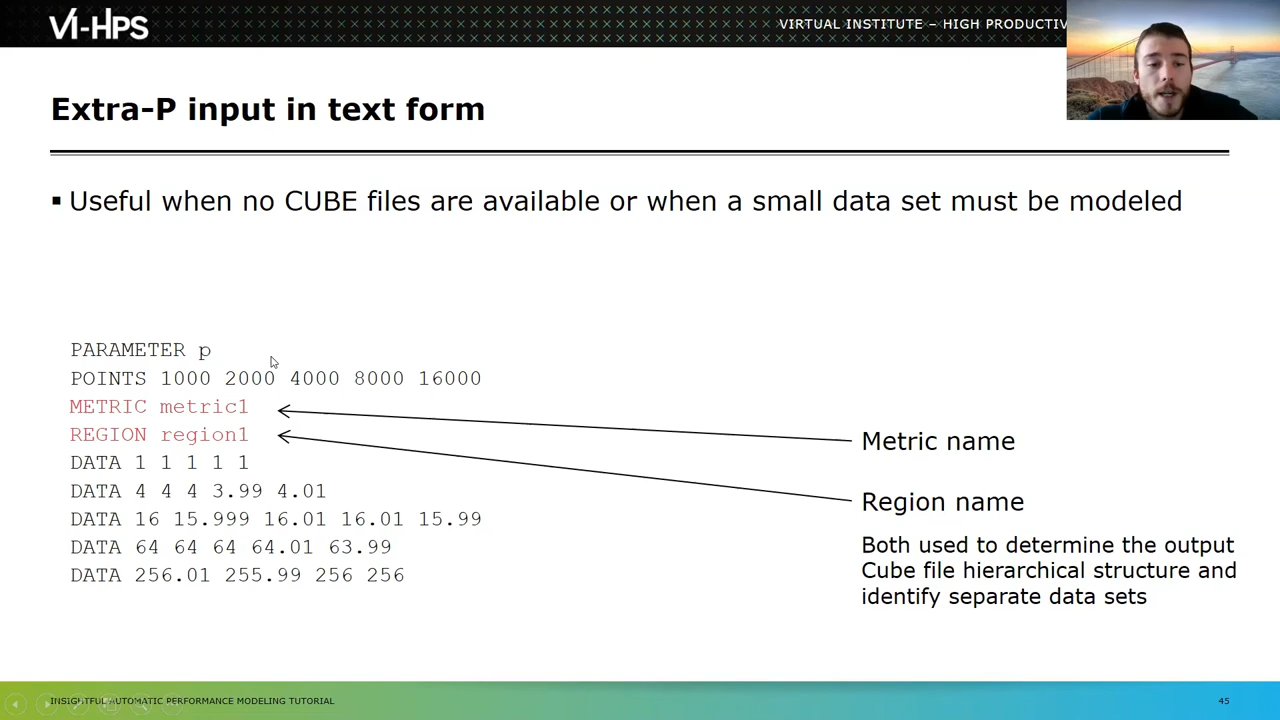 VI-HPS
VIRTUAL INSTITUTE – HIGH PRODUCTIV
Extra-P input in text form
▪ Useful when no CUBE files are available or when a small data set must be modeled
PARAMETER p
POINTS 1000 2000 4000 8000 16000
METRIC metric1
REGION region1
DATA 1 1 1 1 1
DATA 4 4 4 3.99 4.01
DATA 16 15.999 16.01 16.01 15.99
DATA 64 64 64 64.01 63.99
DATA 256.01 255.99 256 256
Metric name
Region name
Both used to determine the output
Cube file hierarchical structure and
identify separate data sets
INSIGHTFUL AUTOMATIC PERFORMANCE MODELING TUTORIAL
45